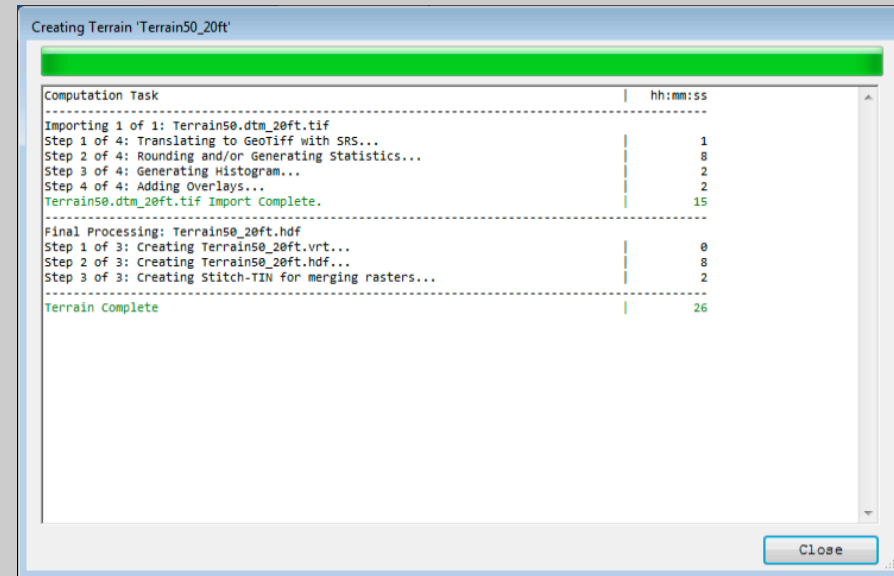 Creating Terrain 'Terrain50_20ft'
Computation Task | hh:mm:ss
Importing 1 of 1: Terrain50.dtm_20ft.tif
Step 1 of 4: Translating to GeoTiff with SRS... | 1
Step 2 of 4: Rounding and/or Generating Statistics... | 8
Step 3 of 4: Generating Histogram... | 2
Step 4 of 4: Adding Overlays... | 2
Terrain50.dtm_20ft.tif Import Complete. | 15
Final Processing: Terrain50_20ft.hdf
Step 1 of 3: Creating Terrain50_20ft.vrt... | 0
Step 2 of 3: Creating Terrain50_20ft.hdf... | 8
Step 3 of 3: Creating Stitch-TIN for merging rasters... | 2
Terrain Complete | 26
Close